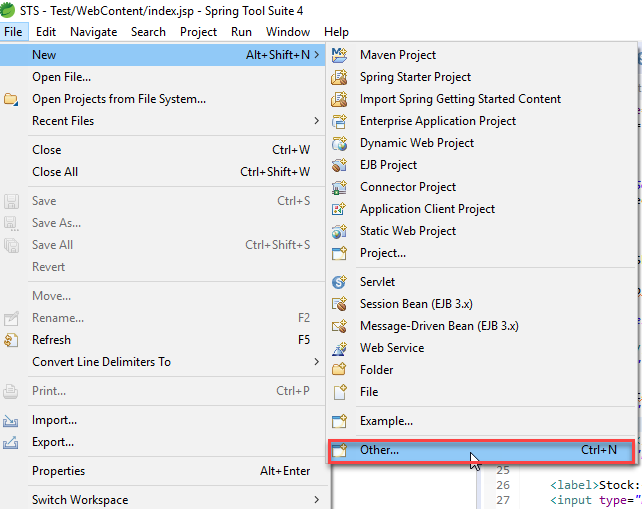 STS - Test/WebContent/index.jsp - Spring Tool Suite 4
File Edit Navigate Search Project Run Window Help
New Alt+Shift+N >
Open File...
Open Projects from File System...
Recent Files >
Close Ctrl+W
Close All Ctrl+Shift+W
Save Ctrl+S
Save As...
Save All Ctrl+Shift+S
Revert
Move...
Rename... F2
Refresh F5
Convert Line Delimiters To >
Print... Ctrl+P
Import...
Export...
Properties Alt+Enter
Switch Workspace >
Maven Project
Spring Starter Project
Import Spring Getting Started Content
Enterprise Application Project
Dynamic Web Project
EJB Project
Connector Project
Application Client Project
Static Web Project
Project...
Servlet
Session Bean (EJB 3.x)
Message-Driven Bean (EJB 3.x)
Web Service
Folder
File
Example...
Other... Ctrl+N
25
26 <label>Stock:
27 <input type="